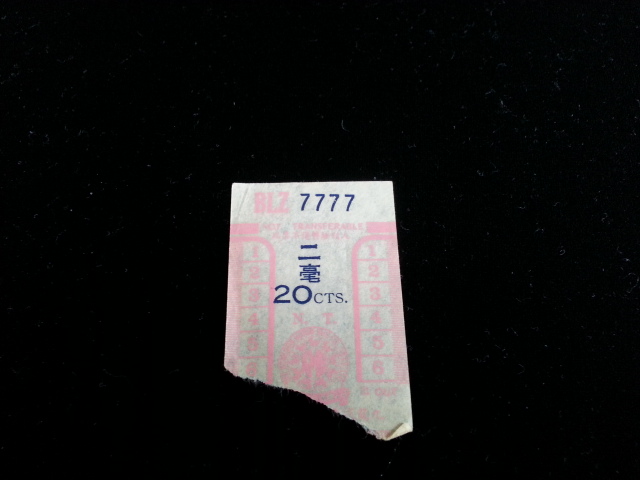 BLZ 7777
NOT TRANSFERABLE
二毫
20CTS.
1 1
2 2
3 3
4 N. T. 4
5 5
6 6